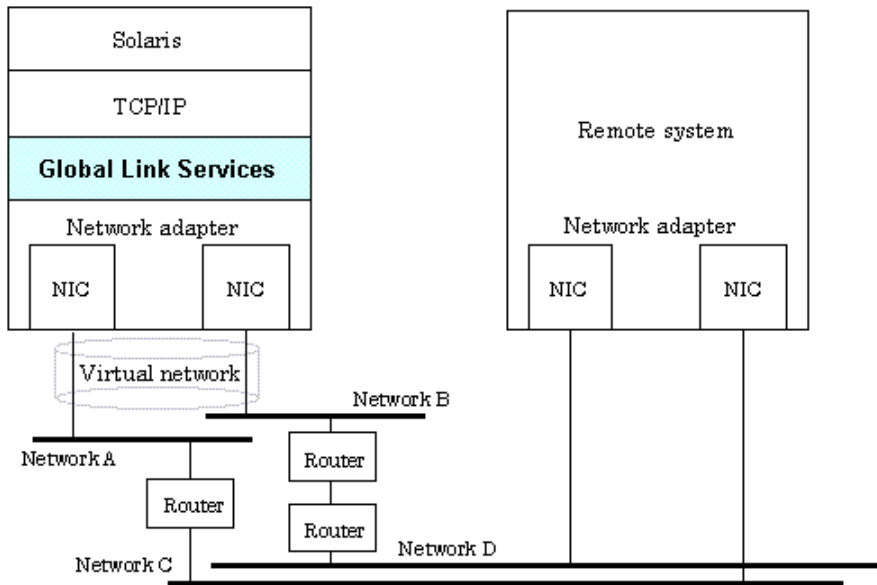 Solaris
TCP/IP
Global Link Services
Network adapter
NIC
NIC
Virtual network
Remote system
Network adapter
NIC
NIC
Network B
Network A
Router
Router
Router
Network D
Network C